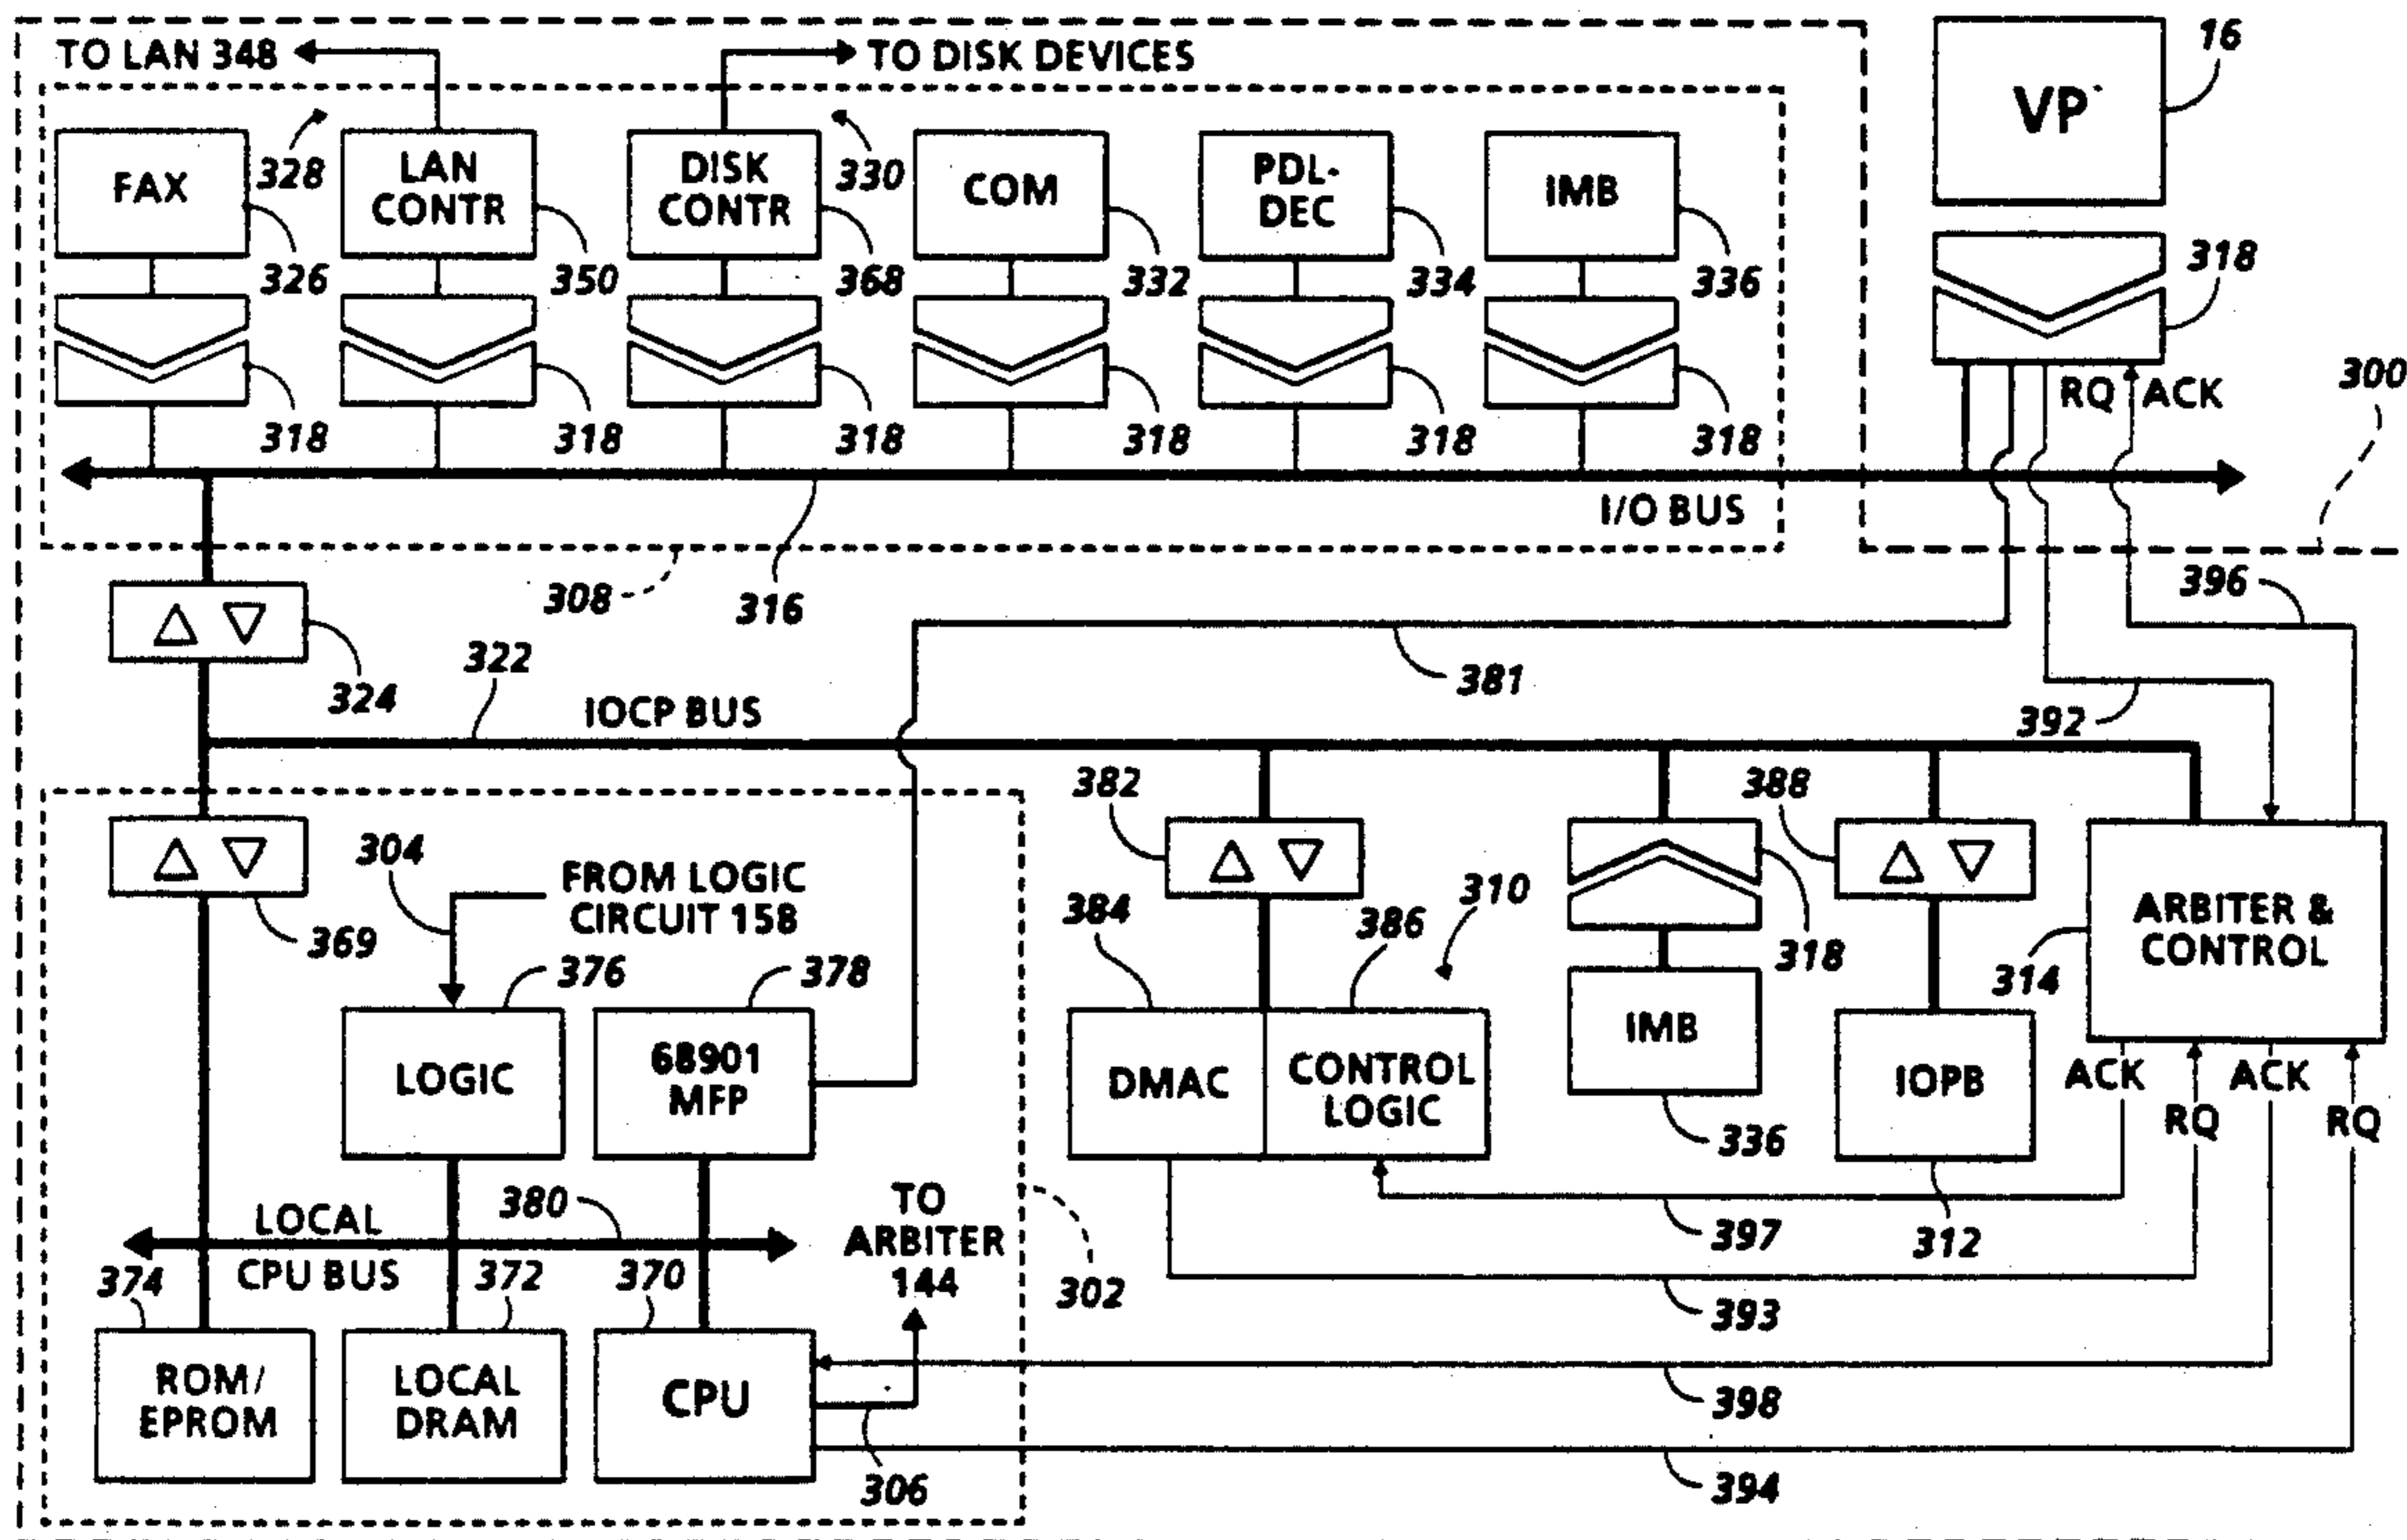 TO LAN 348
TO DISK DEVICES
16
VP
328
330
FAX
LAN
CONTR
DISK
CONTR
COM
PDL-
DEC
IMB
326
350
368
332
334
336
318
318
318
318
318
318
318
RQ
ACK
300
I/O BUS
308
316
396
324
322
381
392
IOCP BUS
382
388
304
FROM LOGIC
CIRCUIT 158
369
376
378
384
386
310
318
314
ARBITER &
CONTROL
LOGIC
68901
MFP
DMAC
CONTROL
LOGIC
IMB
IOPB
ACK
RQ
ACK
RQ
336
312
397
393
LOCAL
CPU BUS
380
TO
ARBITER
144
302
374
372
370
ROM/
EPROM
LOCAL
DRAM
CPU
306
398
394